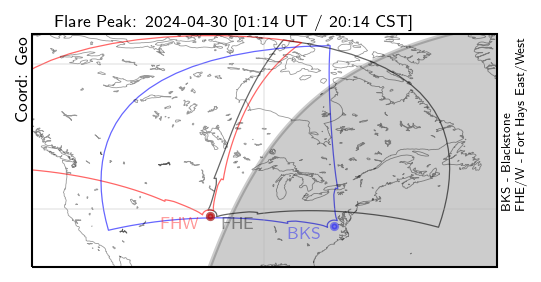 Flare Peak: 2024-04-30 [01:14 UT / 20:14 CST]
Coord: Geo
FHW
FHE
BKS
BKS - Blackstone
FHE/W - Fort Hays East/West